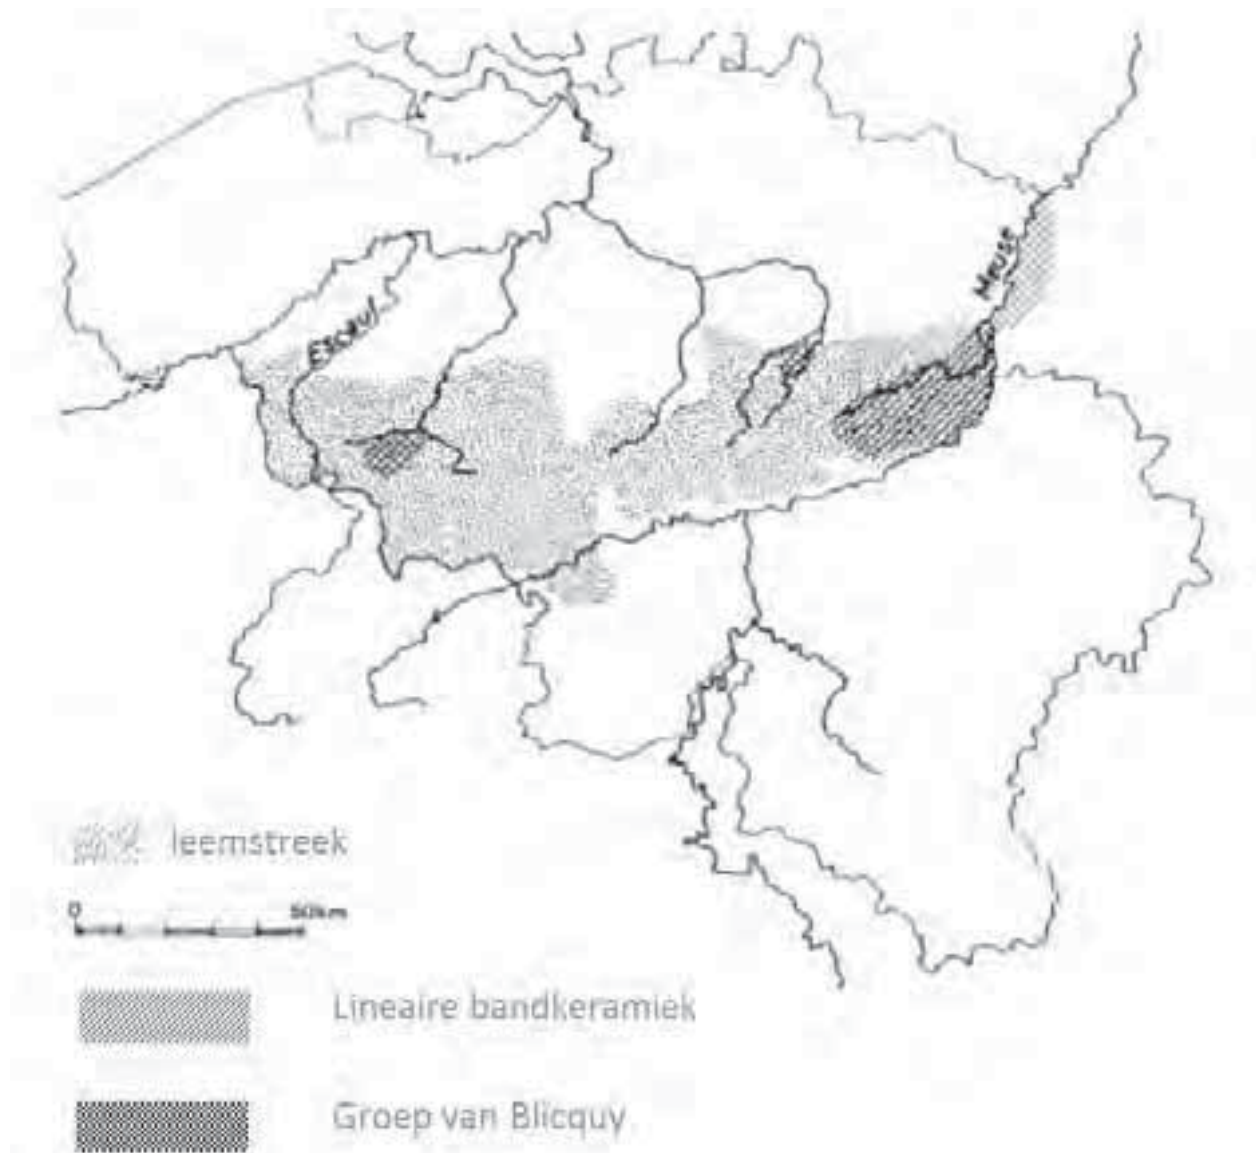 Meuse
Escaut
leemstreek
0 50km
Lineaire bandkeramiek
Groep van Blicquy